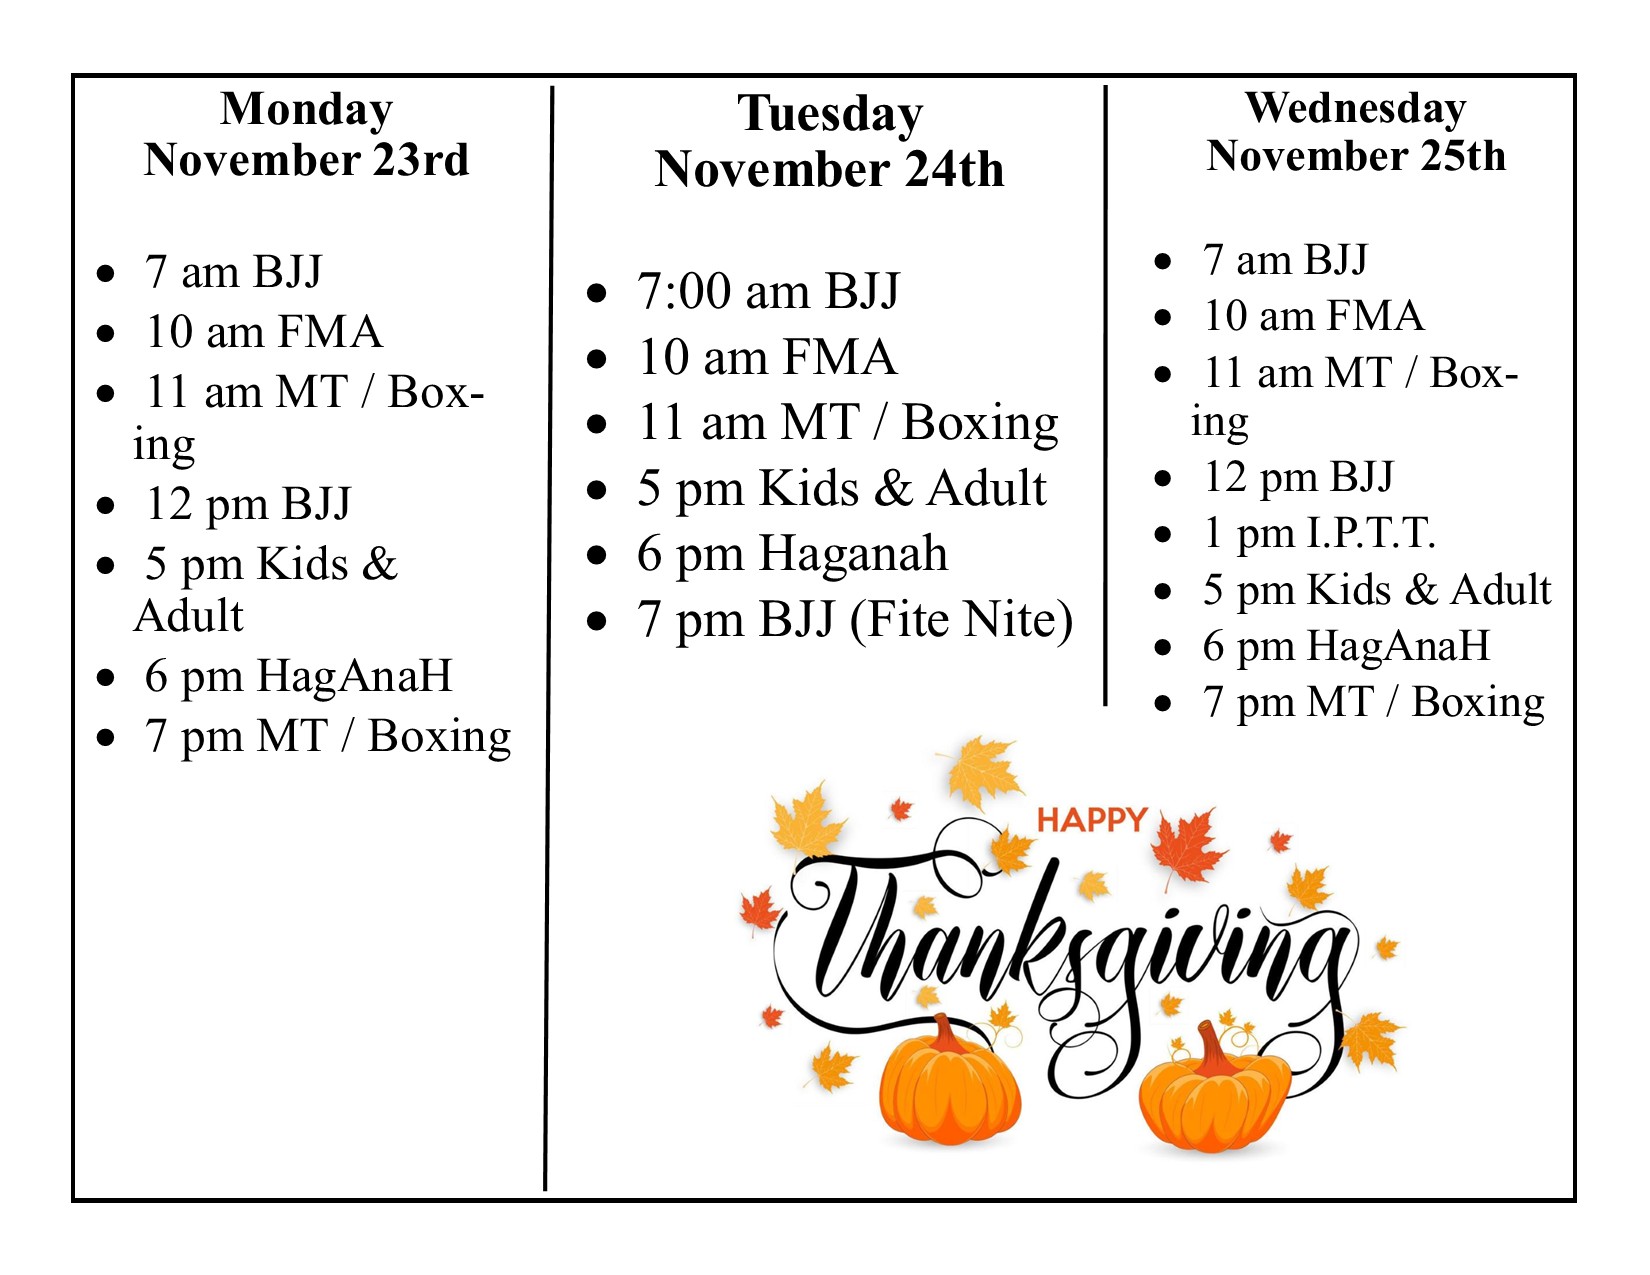 Monday
November 23rd
• 7 am BJJ
• 10 am FMA
• 11 am MT / Box-
ing
• 12 pm BJJ
• 5 pm Kids &
Adult
• 6 pm HagAnaH
• 7 pm MT / Boxing
Tuesday
November 24th
• 7:00 am BJJ
• 10 am FMA
• 11 am MT / Boxing
• 5 pm Kids & Adult
• 6 pm Haganah
• 7 pm BJJ (Fite Nite)
Wednesday
November 25th
• 7 am BJJ
• 10 am FMA
• 11 am MT / Box-
ing
• 12 pm BJJ
• 1 pm I.P.T.T.
• 5 pm Kids & Adult
• 6 pm HagAnaH
• 7 pm MT / Boxing
HAPPY
Thanksgiving